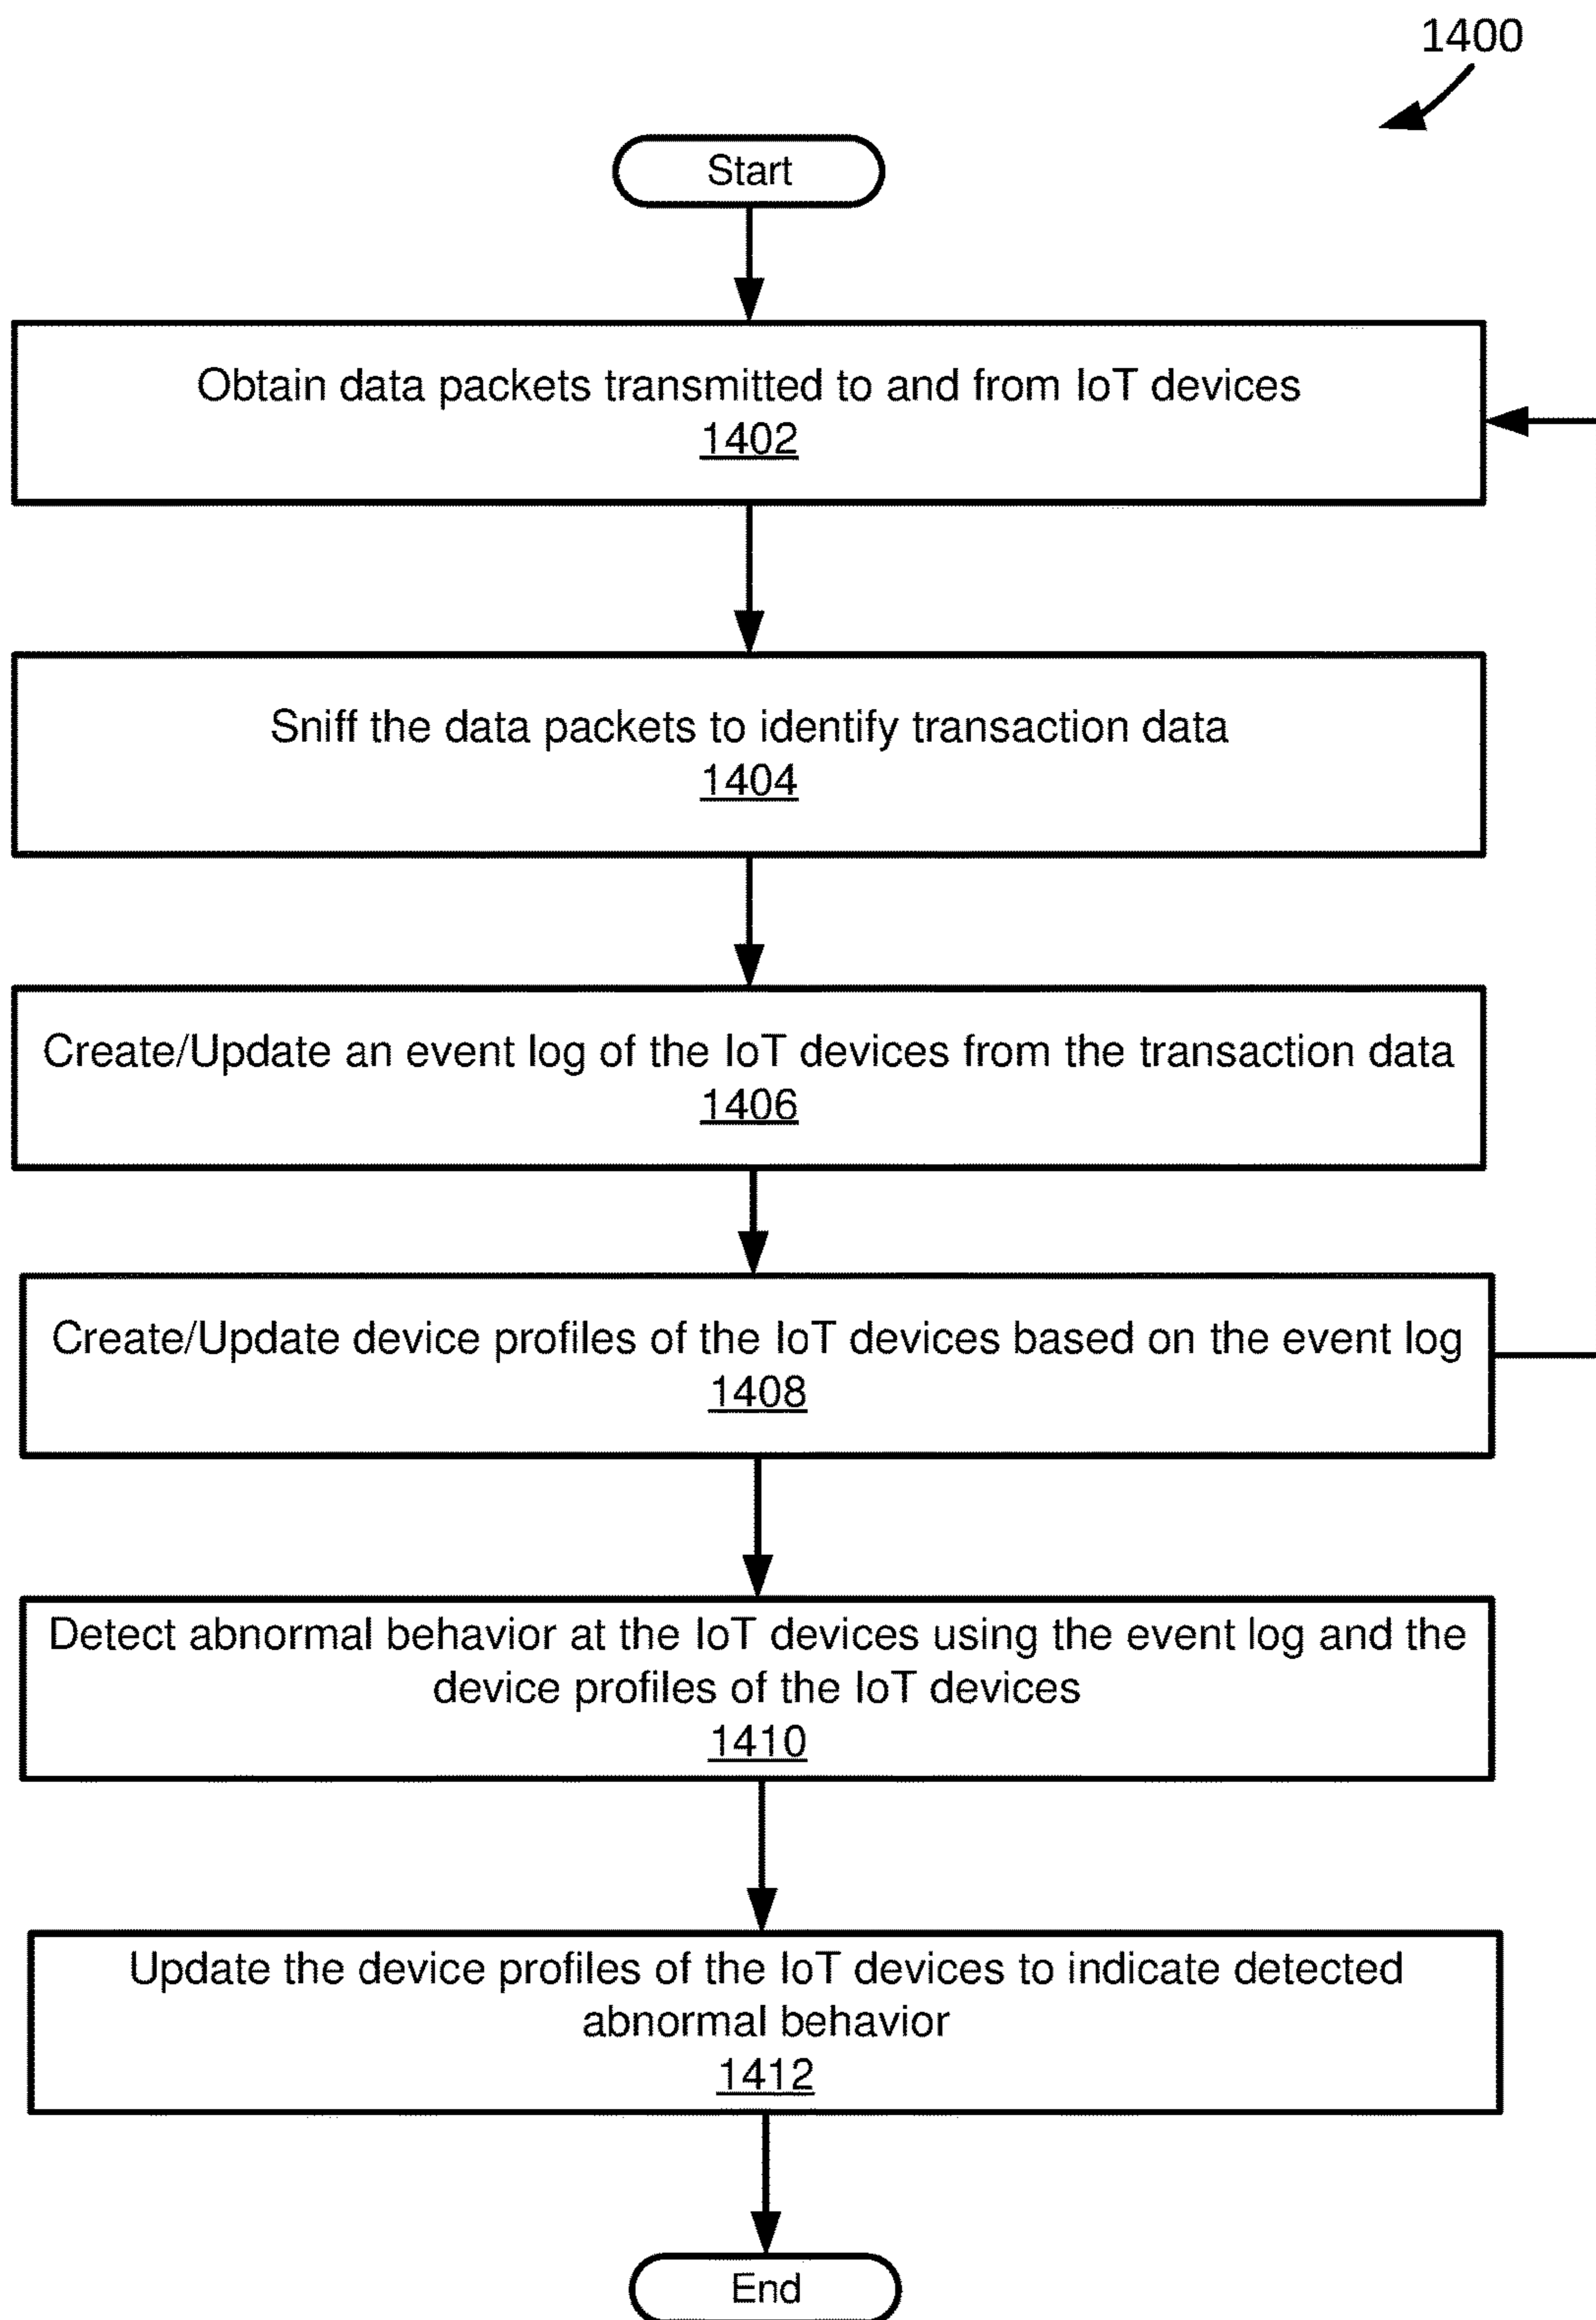 1400
Start
Obtain data packets transmitted to and from IoT devices
1402
Sniff the data packets to identify transaction data
1404
Create/Update an event log of the IoT devices from the transaction data
1406
Create/Update device profiles of the IoT devices based on the event log
1408
Detect abnormal behavior at the IoT devices using the event log and the
device profiles of the IoT devices
1410
Update the device profiles of the IoT devices to indicate detected
abnormal behavior
1412
End